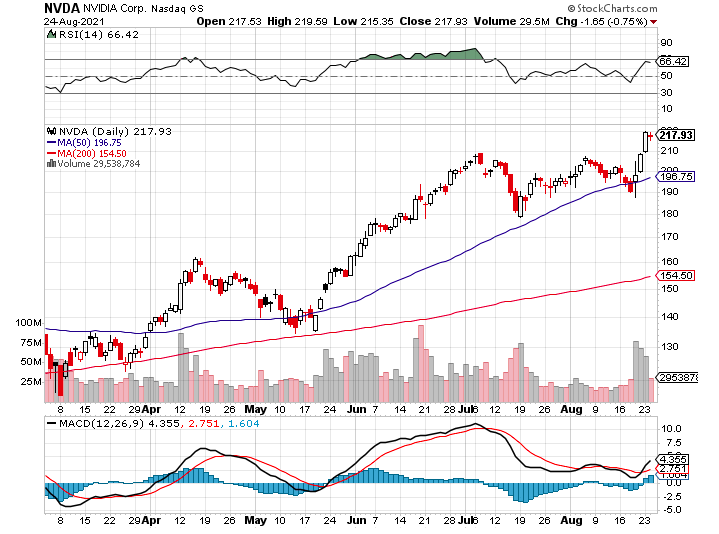 NVDA NVIDIA Corp. Nasdaq GS © StockCharts.com
24-Aug-2021 Open 217.53 High 219.59 Low 215.35 Close 217.93 Volume 29.5M Chg -1.65 (-0.75%)
RSI(14) 66.42
90
70
66.42
50
30
10
NVDA (Daily) 217.93
MA(50) 196.75
MA(200) 154.50
Volume 29,538,784
217.93
210
200
196.75
190
180
170
160
154.50
150
140
130
100M
75M
50M
25M
29538784
8 15 22 Apr 12 19 26 May 10 17 24 Jun 7 14 21 28 Jul 6 12 19 26 Aug 9 16 23
MACD(12,26,9) 4.355, 2.751, 1.604
10.0
7.5
4.355
2.751
1.604
0.0
-2.5
-5.0
8 15 22 Apr 12 19 26 May 10 17 24 Jun 7 14 21 28 Jul 6 12 19 26 Aug 9 16 23